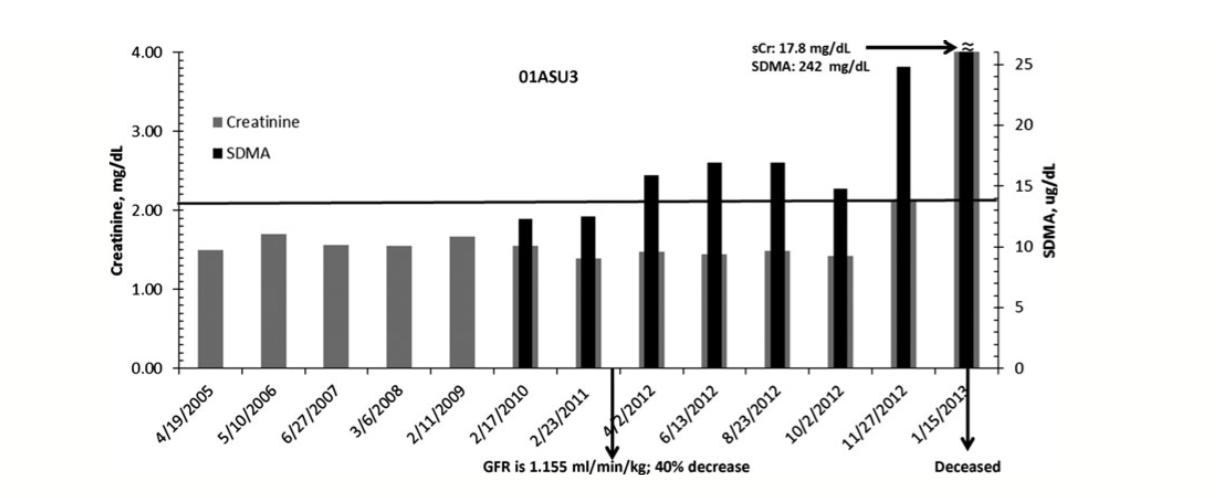 sCr: 17.8 mg/dL
SDMA: 242 mg/dL
01ASU3
Creatinine
SDMA
Creatinine, mg/dL
4.00
3.00
2.00
1.00
0.00
25
20
15
10
5
0
SDMA, ug/dL
4/19/2005
5/10/2006
6/27/2007
3/6/2008
2/11/2009
2/17/2010
2/23/2011
4/2/2012
6/13/2012
8/23/2012
10/2/2012
11/27/2012
1/15/2013
GFR is 1.155 ml/min/kg; 40% decrease
Deceased